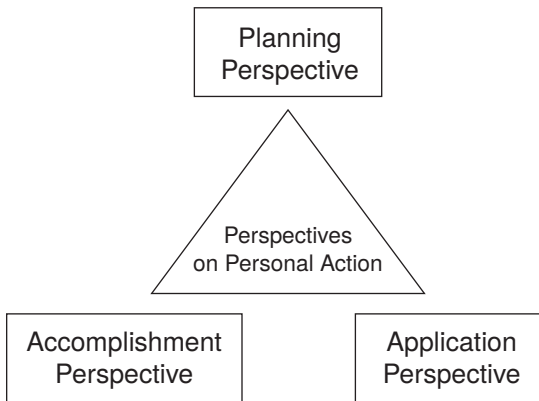 Planning
Perspective
Perspectives
on Personal Action
Accomplishment
Perspective
Application
Perspective